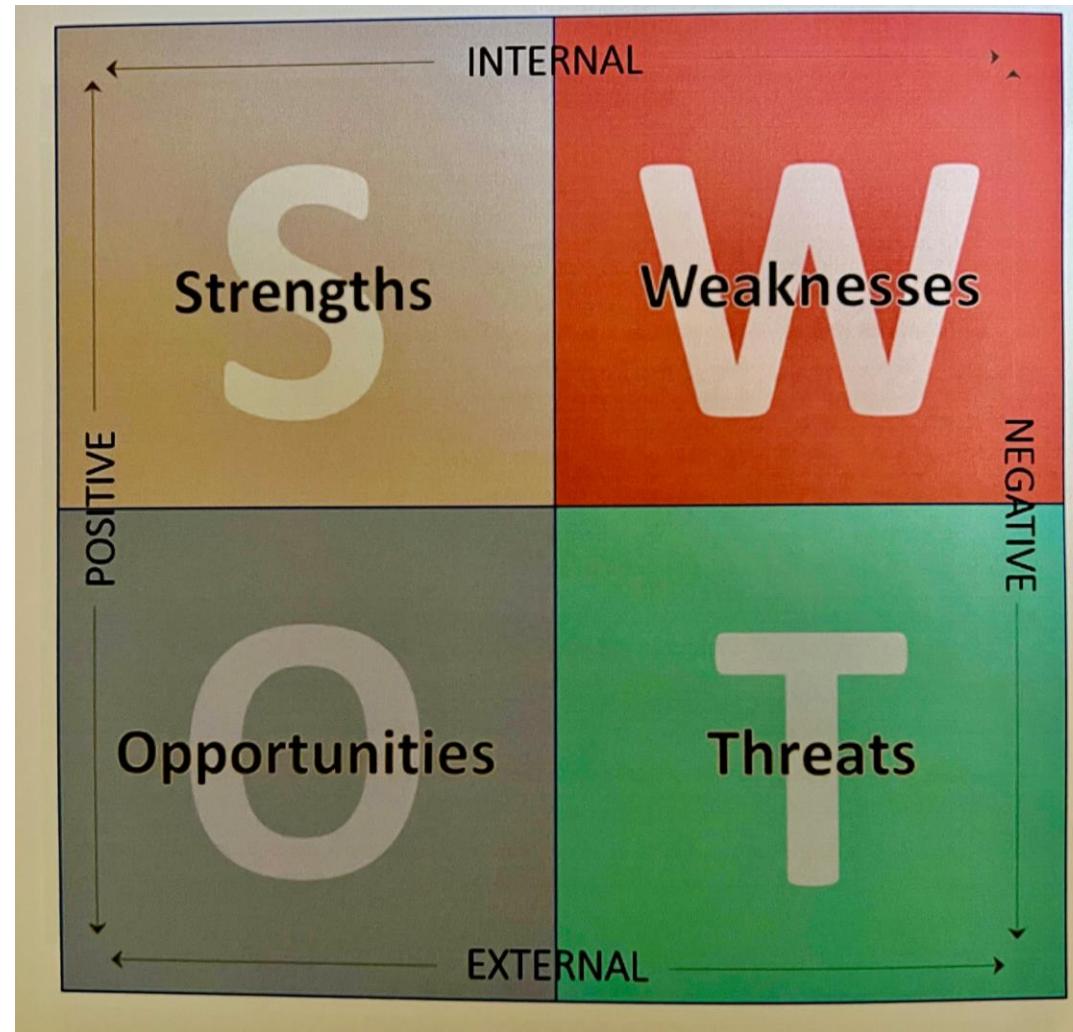 INTERNAL
S
Strengths
W
Weaknesses
POSITIVE
NEGATIVE
O
Opportunities
T
Threats
EXTERNAL